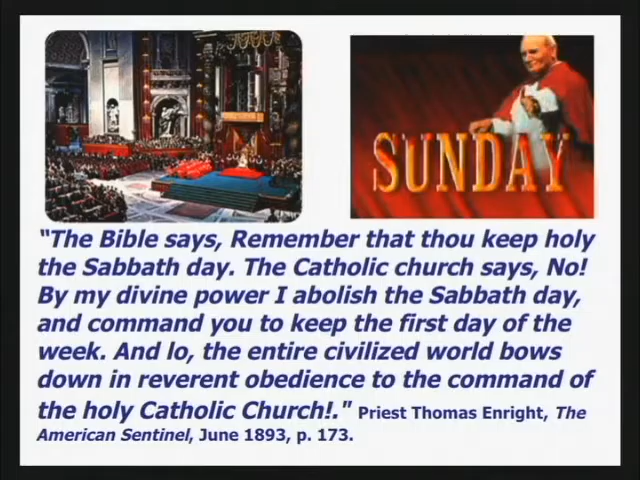 SUNDAY
“The Bible says, Remember that thou keep holy
the Sabbath day. The Catholic church says, No!
By my divine power I abolish the Sabbath day,
and command you to keep the first day of the
week. And lo, the entire civilized world bows
down in reverent obedience to the command of
the holy Catholic Church!." Priest Thomas Enright, The
American Sentinel, June 1893, p. 173.